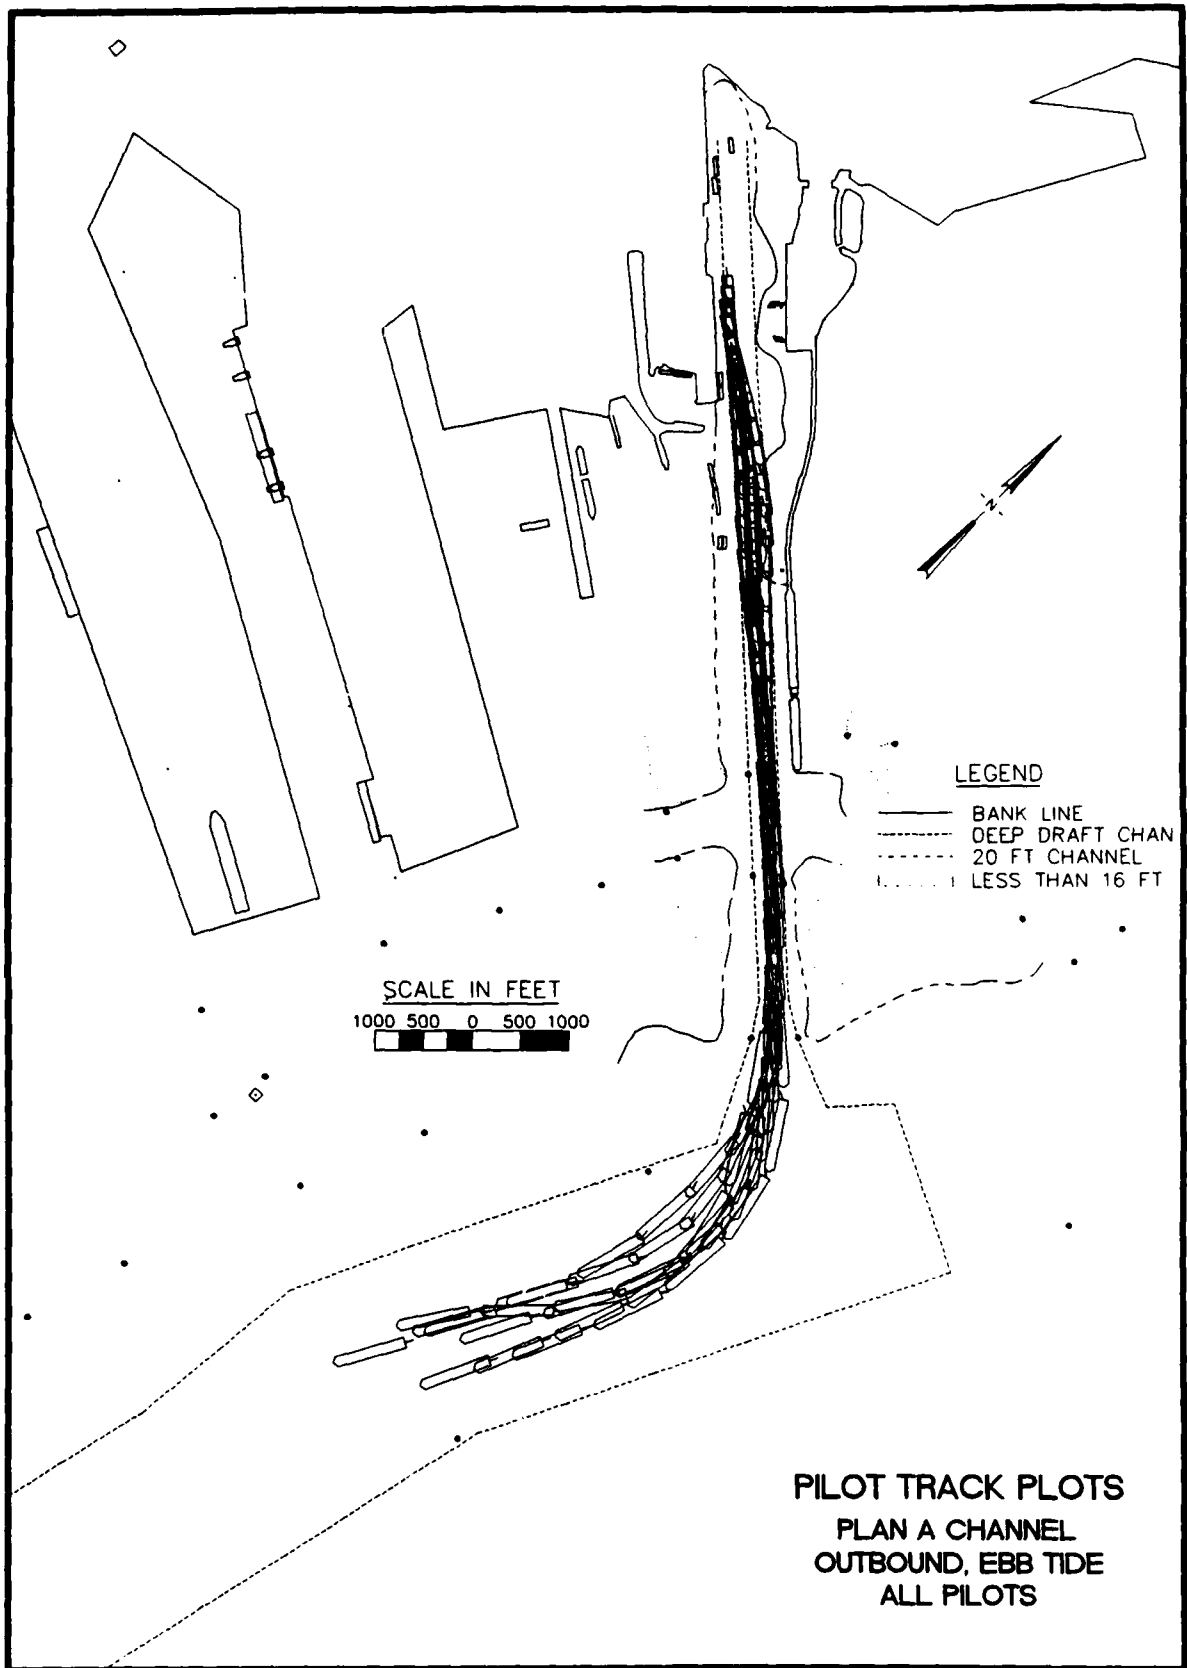 N
LEGEND
BANK LINE
DEEP DRAFT CHAN
20 FT CHANNEL
LESS THAN 16 FT
SCALE IN FEET
1000 500 0 500 1000
PILOT TRACK PLOTS
PLAN A CHANNEL
OUTBOUND, EBB TIDE
ALL PILOTS